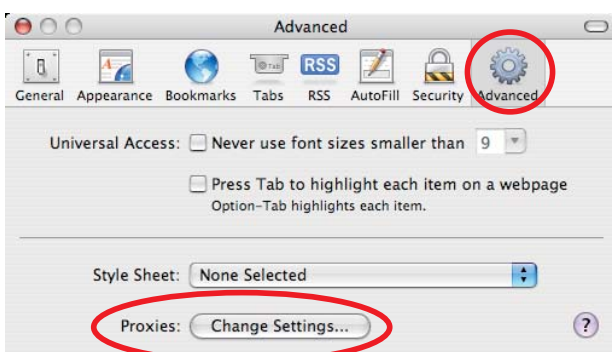 Advanced
General Appearance Bookmarks Tabs RSS AutoFill Security Advanced
RSS
Universal Access: Never use font sizes smaller than 9
Press Tab to highlight each item on a webpage
Option-Tab highlights each item.
Style Sheet: None Selected
Proxies: Change Settings... ?